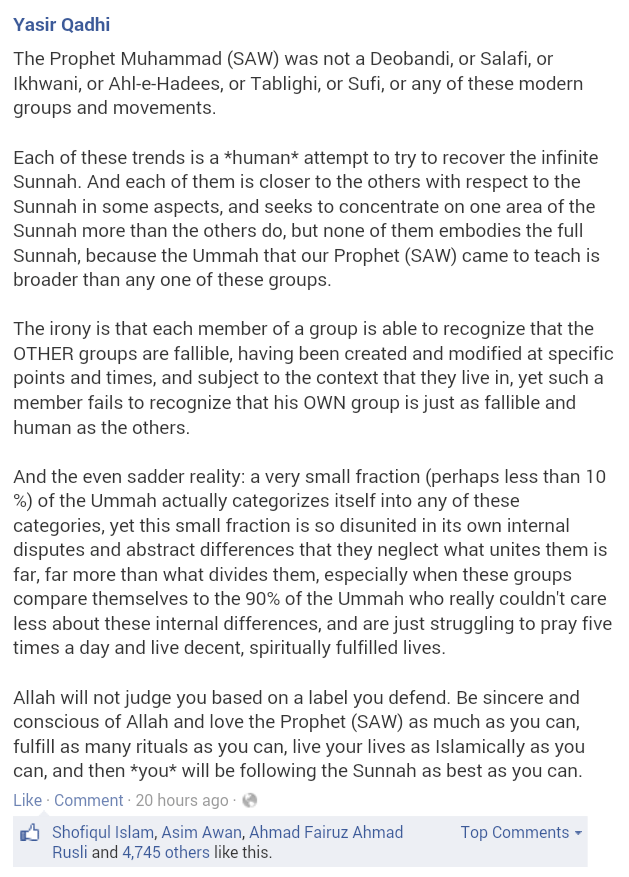 Yasir Qadhi
The Prophet Muhammad (SAW) was not a Deobandi, or Salafi, or
Ikhwani, or Ahl-e-Hadees, or Tablighi, or Sufi, or any of these modern
groups and movements.
Each of these trends is a *human* attempt to try to recover the infinite
Sunnah. And each of them is closer to the others with respect to the
Sunnah in some aspects, and seeks to concentrate on one area of the
Sunnah more than the others do, but none of them embodies the full
Sunnah, because the Ummah that our Prophet (SAW) came to teach is
broader than any one of these groups.
The irony is that each member of a group is able to recognize that the
OTHER groups are fallible, having been created and modified at specific
points and times, and subject to the context that they live in, yet such a
member fails to recognize that his OWN group is just as fallible and
human as the others.
And the even sadder reality: a very small fraction (perhaps less than 10
%) of the Ummah actually categorizes itself into any of these
categories, yet this small fraction is so disunited in its own internal
disputes and abstract differences that they neglect what unites them is
far, far more than what divides them, especially when these groups
compare themselves to the 90% of the Ummah who really couldn't care
less about these internal differences, and are just struggling to pray five
times a day and live decent, spiritually fulfilled lives.
Allah will not judge you based on a label you defend. Be sincere and
conscious of Allah and love the Prophet (SAW) as much as you can,
fulfill as many rituals as you can, live your lives as Islamically as you
can, and then *you* will be following the Sunnah as best as you can.
Like · Comment · 20 hours ago ·
Shofiqul Islam, Asim Awan, Ahmad Fairuz Ahmad Top Comments
Rusli and 4,745 others like this.